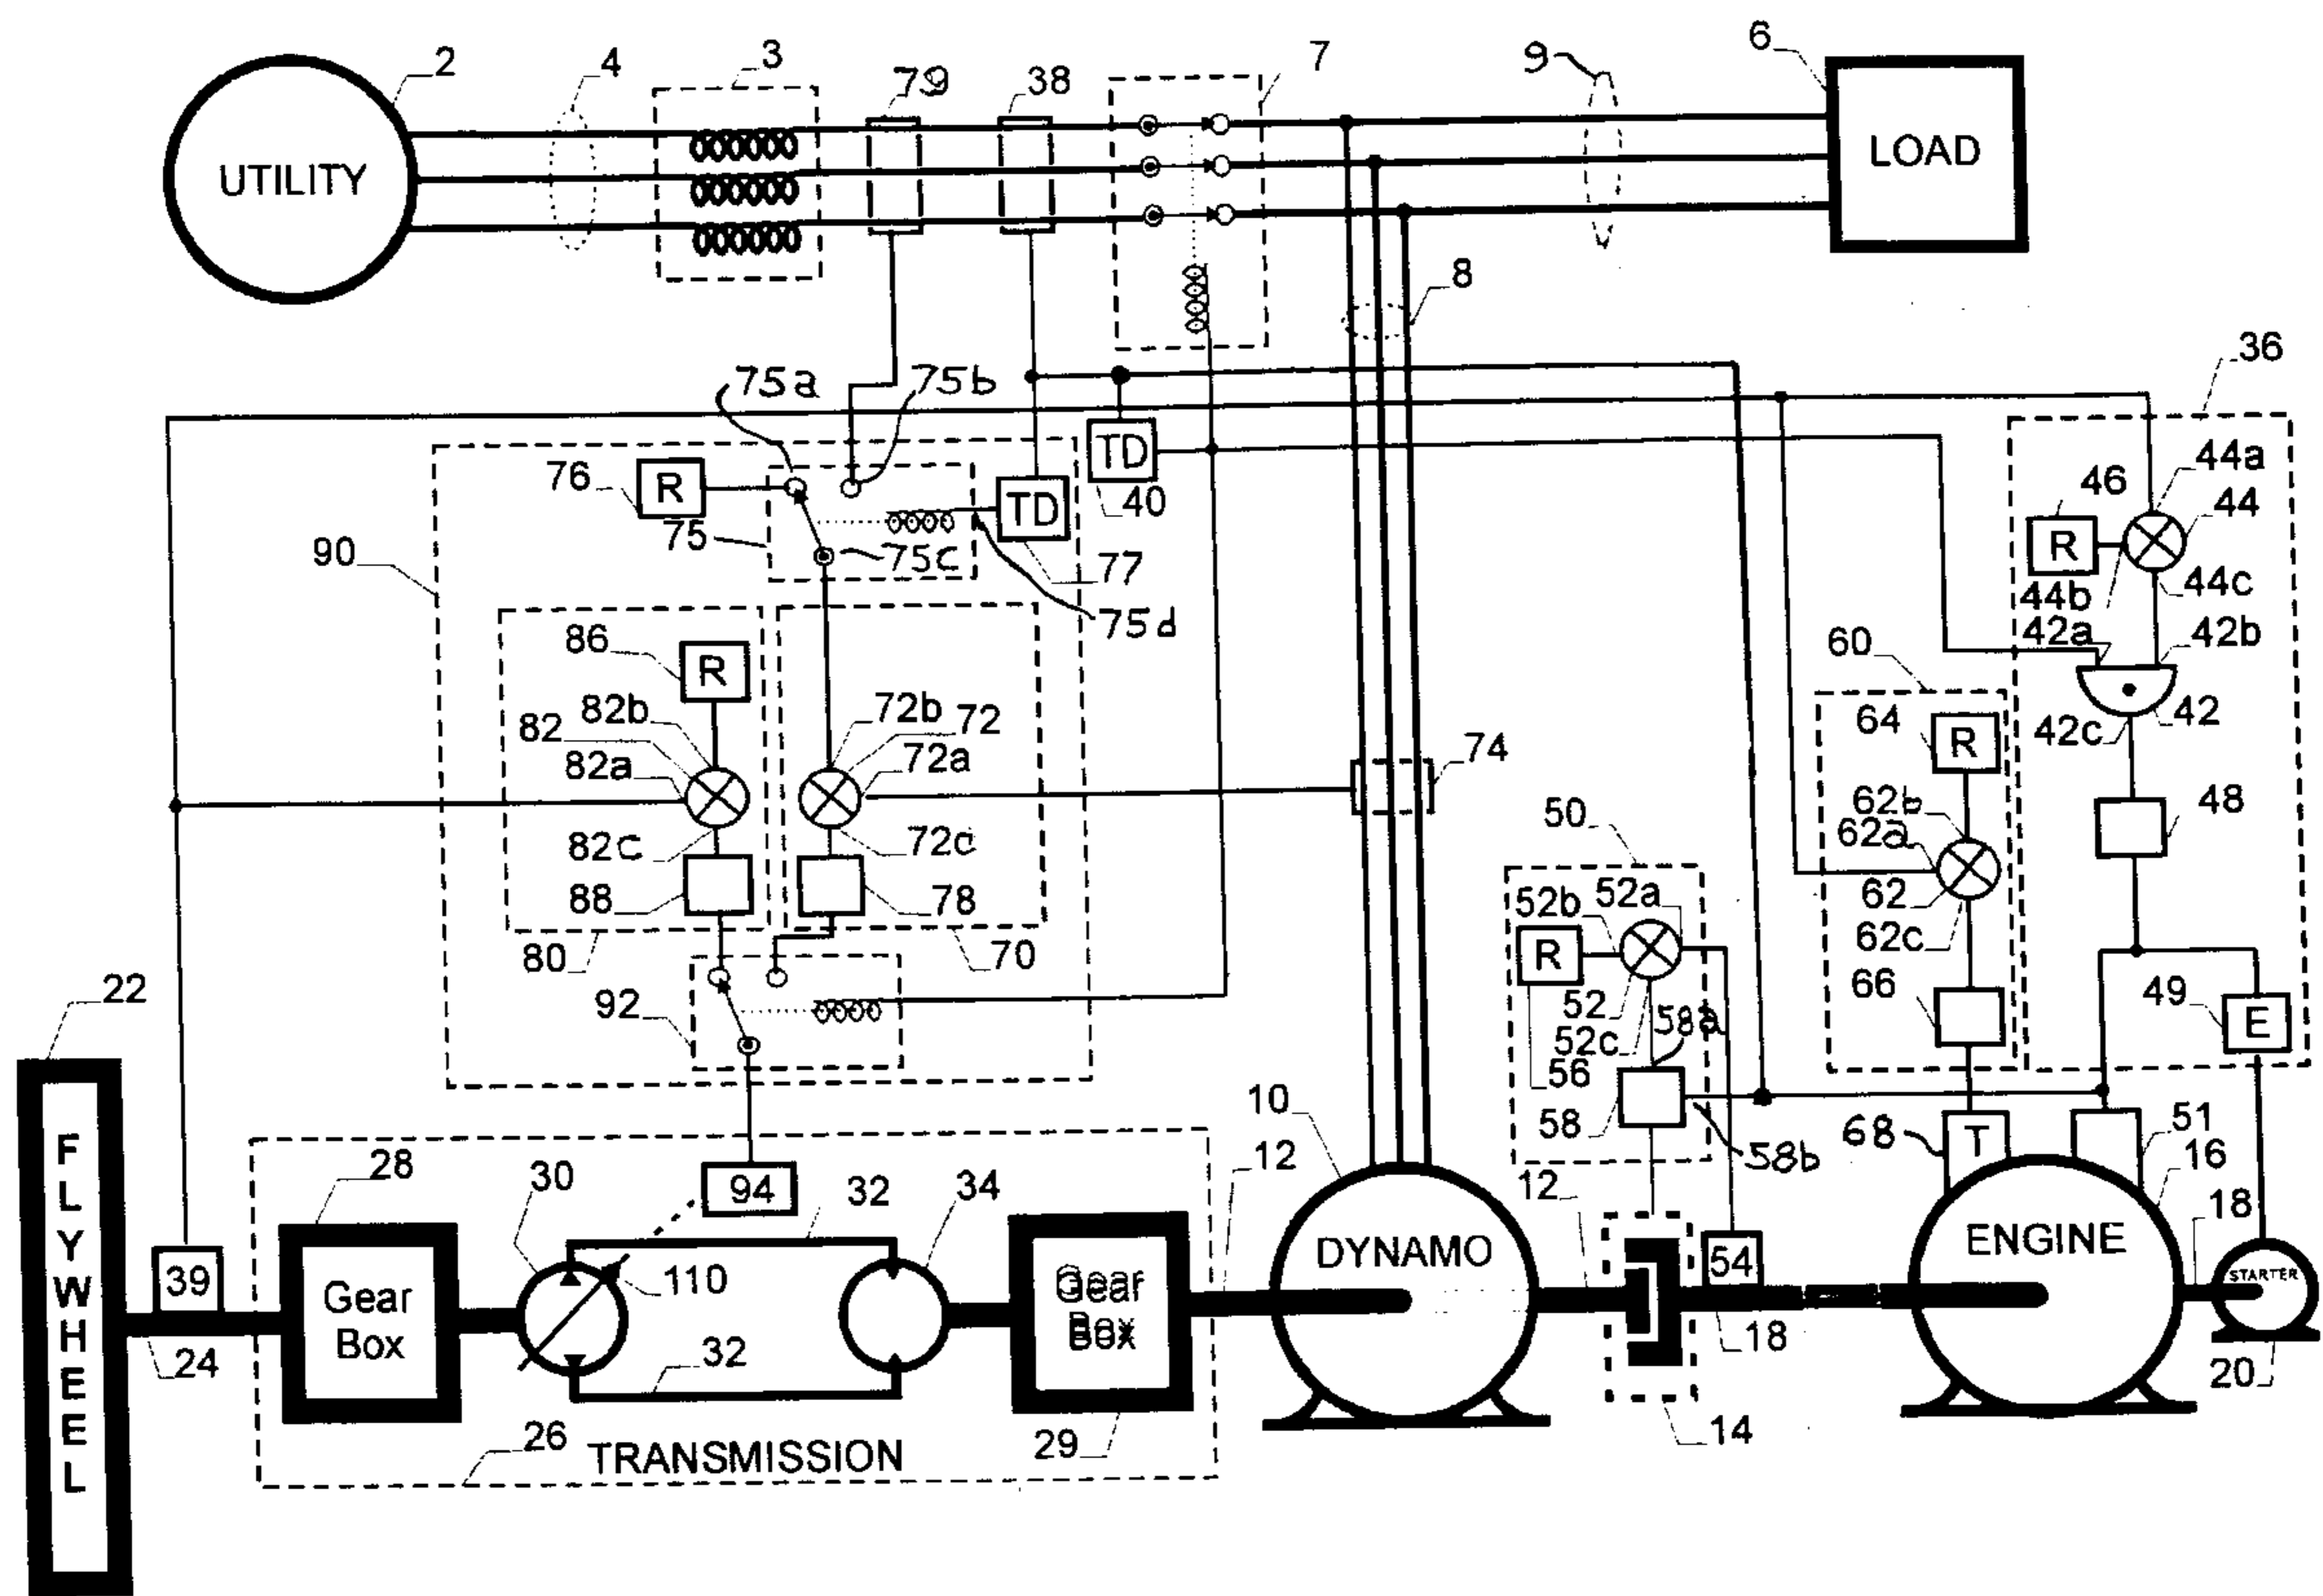 2
4
3
79
38
7
9
6
UTILITY
LOAD
8
36
75a
75b
76
R
TD
TD
40
75
75c
77
75d
90
46
44a
44
R
44b
44c
42a
42b
86
R
60
64
R
42
42c
82b
82
82a
72b
72
72a
74
82c
72c
88
78
50
48
62b
62a
62
62c
52b
52a
R
52
52c
58a
80
70
92
66
49
E
22
56
58
58b
68
T
51
16
10
12
12
18
28
30
94
32
34
FLYWHEEL
39
Gear
Box
110
Gear
Box
DYNAMO
54
ENGINE
STARTER
24
32
18
20
26
TRANSMISSION
29
14